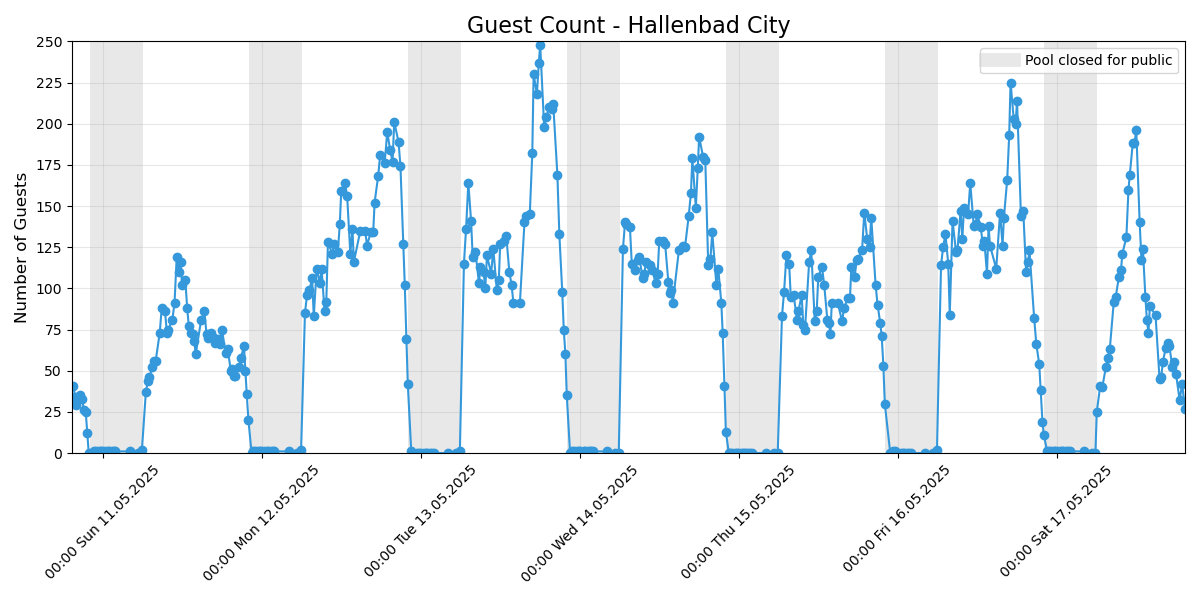 Guest Count - Hallenbad City
Pool closed for public
Number of Guests
250
225
200
175
150
125
100
75
50
25
0
00:00 Sun 11.05.2025
00:00 Mon 12.05.2025
00:00 Tue 13.05.2025
00:00 Wed 14.05.2025
00:00 Thu 15.05.2025
00:00 Fri 16.05.2025
00:00 Sat 17.05.2025